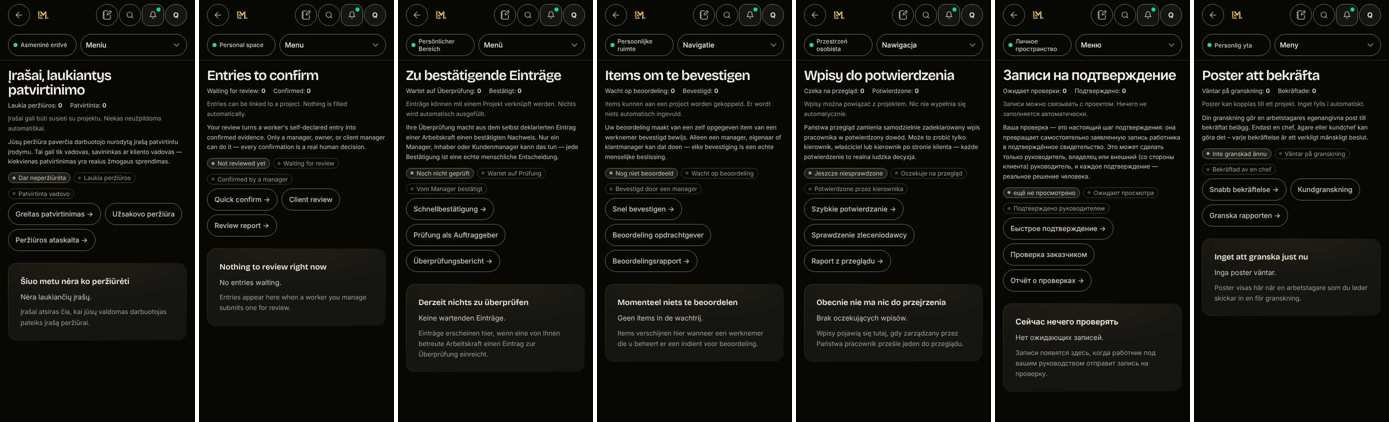 LM.
Q
Asmeninė erdvė
Meniu
Įrašai, laukiantys
patvirtinimo
Laukia peržiūros: 0 Patvirtinta: 0
Įrašai gali būti susieti su projektu. Niekas neužpildoma
automatiškai.
Jūsų peržiūra paverčia darbuotojo nurodytą įrašą patvirtintu
įrodymu. Tai gali tik vadovas, savininkas ar kliento vadovas —
kiekvienas patvirtinimas yra realus žmogaus sprendimas.
Dar neperžiūrėta Laukia peržiūros
Patvirtinta vadovo
Greitas patvirtinimas → Užsakovo peržiūra
Peržiūros ataskaita →
Šiuo metu nėra ko peržiūrėti
Nėra laukiančių įrašų.
Įrašai atsiras čia, kai jūsų valdomas darbuotojas
pateiks įrašą peržiūrai.
LM.
Q
Personal space
Menu
Entries to confirm
Waiting for review: 0 Confirmed: 0
Entries can be linked to a project. Nothing is filled
automatically.
Your review turns a worker's self-declared entry into
confirmed evidence. Only a manager, owner, or client manager
can do it — every confirmation is a real human decision.
Not reviewed yet Waiting for review
Confirmed by a manager
Quick confirm → Client review
Review report →
Nothing to review right now
No entries waiting.
Entries appear here when a worker you manage
submits one for review.
LM.
Q
Persönlicher
Bereich
Menü
Zu bestätigende Einträge
Wartet auf Überprüfung: 0 Bestätigt: 0
Einträge können mit einem Projekt verknüpft werden. Nichts
wird automatisch ausgefüllt.
Ihre Überprüfung macht aus dem selbst deklarierten Eintrag
einer Arbeitskraft einen bestätigten Nachweis. Nur ein
Manager, Inhaber oder Kundenmanager kann das tun — jede
Bestätigung ist eine echte menschliche Entscheidung.
Noch nicht geprüft Wartet auf Prüfung
Vom Manager bestätigt
Schnellbestätigung →
Prüfung als Auftraggeber
Überprüfungsbericht →
Derzeit nichts zu überprüfen
Keine wartenden Einträge.
Einträge erscheinen hier, wenn eine von Ihnen
betreute Arbeitskraft einen Eintrag zur
Überprüfung einreicht.
LM.
Q
Persoonlijke
ruimte
Navigatie
Items om te bevestigen
Wacht op beoordeling: 0 Bevestigd: 0
Items kunnen aan een project worden gekoppeld. Er wordt
niets automatisch ingevuld.
Uw beoordeling maakt van een zelf opgegeven item van een
werknemer bevestigd bewijs. Alleen een manager, eigenaar of
klantmanager kan dat doen — elke bevestiging is een echte
menselijke beslissing.
Nog niet beoordeeld Wacht op beoordeling
Bevestigd door een manager
Snel bevestigen →
Beoordeling opdrachtgever
Beoordelingsrapport →
Momenteel niets te beoordelen
Geen items in de wachtrij.
Items verschijnen hier wanneer een werknemer
die u beheert er een indient voor beoordeling.
LM.
Q
Przestrzeń
osobista
Nawigacja
Wpisy do potwierdzenia
Czeka na przegląd: 0 Potwierdzono: 0
Wpisy można powiązać z projektem. Nic nie wypełnia się
automatycznie.
Państwa przegląd zamienia samodzielnie zadeklarowany wpis
pracownika w potwierdzony dowód. Może to zrobić tylko
kierownik, właściciel lub kierownik po stronie klienta — każde
potwierdzenie to realna ludzka decyzja.
Jeszcze niesprawdzone Oczekuje na przegląd
Potwierdzone przez kierownika
Szybkie potwierdzanie →
Sprawdzenie zleceniodawcy
Raport z przeglądu →
Obecnie nie ma nic do przejrzenia
Brak oczekujących wpisów.
Wpisy pojawią się tutaj, gdy zarządzany przez
Państwa pracownik prześle jeden do przeglądu.
LM.
Q
Личное
пространство
Меню
Записи на подтверждение
Ожидает проверки: 0 Подтверждено: 0
Записи можно связывать с проектом. Ничего не
заполняется автоматически.
Ваша проверка — это настоящий шаг подтверждения: она
превращает самостоятельно заявленную запись работника
в подтверждённое свидетельство. Это может сделать
только руководитель, владелец или внешний (со стороны
клиента) руководитель, и каждое подтверждение —
реальное решение человека.
ещё не просмотрено Ожидает просмотра
Подтверждено руководителем
Быстрое подтверждение →
Проверка заказчиком
Отчёт о проверках →
Сейчас нечего проверять
Нет ожидающих записей.
Записи появятся здесь, когда работник под
вашим руководством отправит запись на
проверку.
LM.
Q
Personlig yta
Meny
Poster att bekräfta
Väntar på granskning: 0 Bekräftade: 0
Poster kan kopplas till ett projekt. Inget fylls i automatiskt.
Din granskning gör en arbetstagares egenangivna post till
bekräftat belägg. Endast en chef, ägare eller kundchef kan
göra det – varje bekräftelse är ett verkligt mänskligt beslut.
Inte granskad ännu Väntar på granskning
Bekräftad av en chef
Snabb bekräftelse → Kundgranskning
Granska rapporten →
Inget att granska just nu
Inga poster väntar.
Poster visas här när en arbetstagare som du leder
skickar in en för granskning.